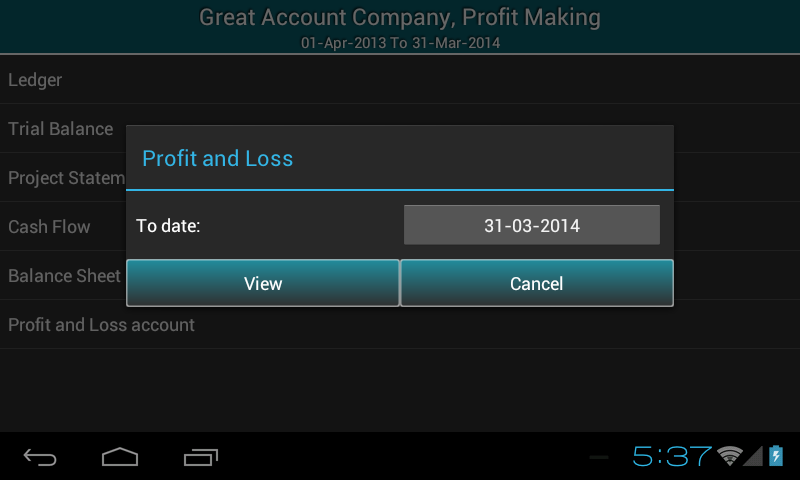 Great Account Company, Profit Making
01-Apr-2013 To 31-Mar-2014
Ledger
Trial Balance
Project Statem
Cash Flow
Balance Sheet
Profit and Loss account
Profit and Loss
To date:
31-03-2014
View
Cancel
5:37